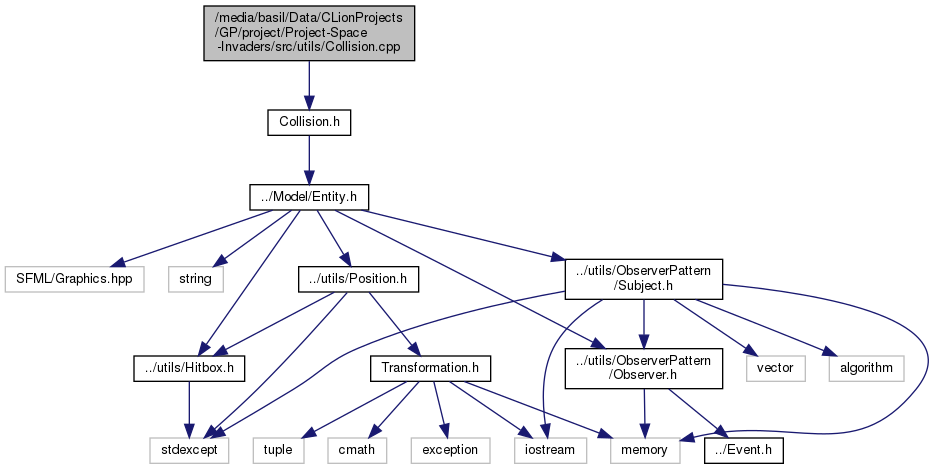 /media/basil/Data/CLionProjects
/GP/project/Project-Space
-Invaders/src/utils/Collision.cpp
Collision.h
../Model/Entity.h
SFML/Graphics.hpp
string
../utils/Position.h
../utils/ObserverPattern
/Subject.h
../utils/Hitbox.h
Transformation.h
../utils/ObserverPattern
/Observer.h
vector
algorithm
stdexcept
tuple
cmath
exception
iostream
memory
../Event.h